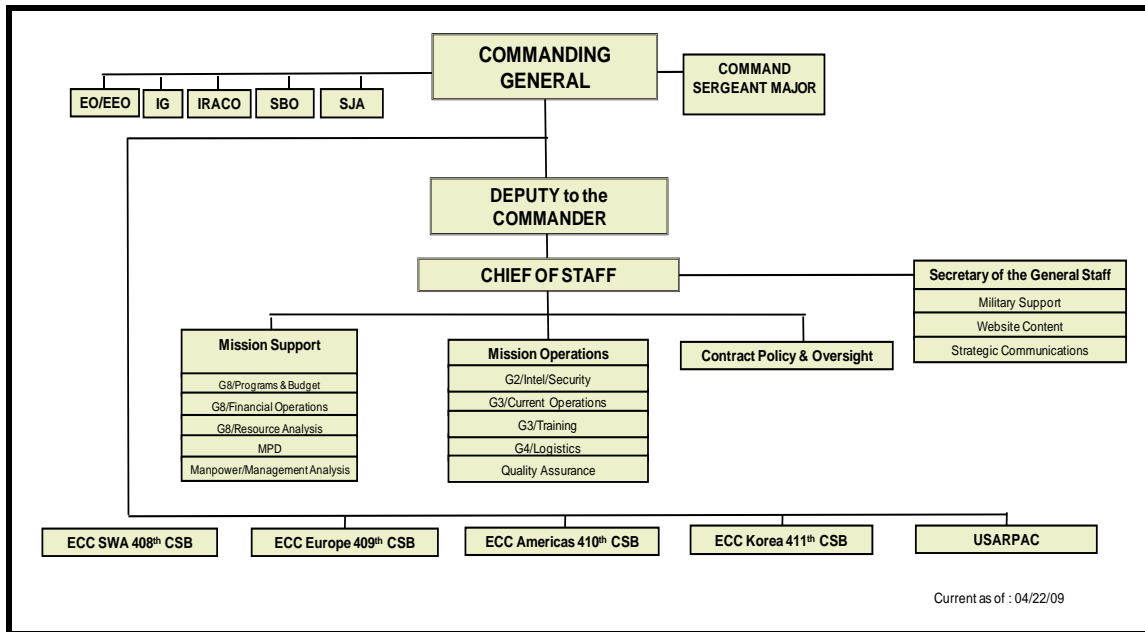 COMMANDING
GENERAL
COMMAND
SERGEANT MAJOR
EO/EEO
IG
IRACO
SBO
SJA
DEPUTY to the
COMMANDER
CHIEF OF STAFF
Secretary of the General Staff
Military Support
Website Content
Strategic Communications
Mission Support
G8/Programs & Budget
G8/Financial Operations
G8/Resource Analysis
MPD
Manpower/Management Analysis
Mission Operations
G2/Intel/Security
G3/Current Operations
G3/Training
G4/Logistics
Quality Assurance
Contract Policy & Oversight
ECC SWA 408th CSB
ECC Europe 409th CSB
ECC Americas 410th CSB
ECC Korea 411th CSB
USARPAC
Current as of : 04/22/09